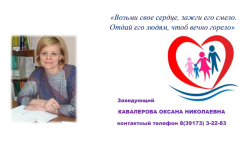 «Возьми свое сердце, зажги его смело.
Отдай его людям, чтоб вечно горело»
Заведующий
КАВАЛЕРОВА ОКСАНА НИКОЛАЕВНА
контактный телефон 8(39173) 3-22-83